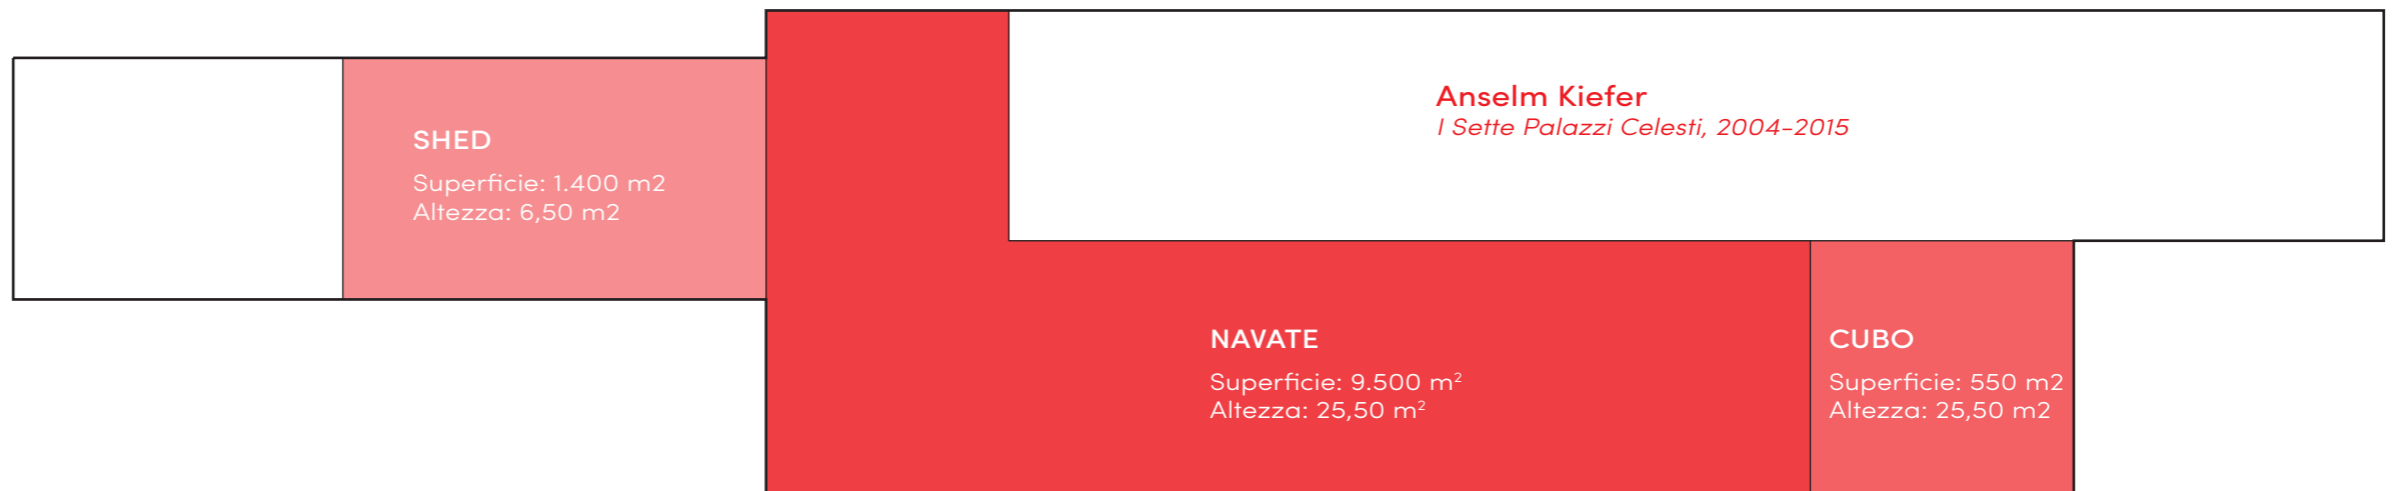 SHED
Superficie: 1.400 m2
Altezza: 6,50 m2
Anselm Kiefer
I Sette Palazzi Celesti, 2004-2015
NAVATE
Superficie: 9.500 m²
Altezza: 25,50 m²
CUBO
Superficie: 550 m2
Altezza: 25,50 m2